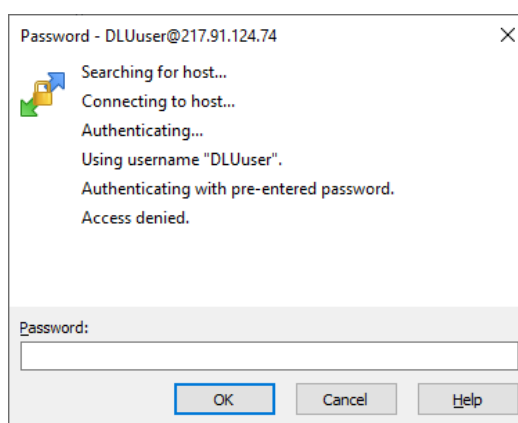 Password - DLUuser@217.91.124.74
Searching for host...
Connecting to host...
Authenticating...
Using username "DLUuser".
Authenticating with pre-entered password.
Access denied.
Password:
OK Cancel Help